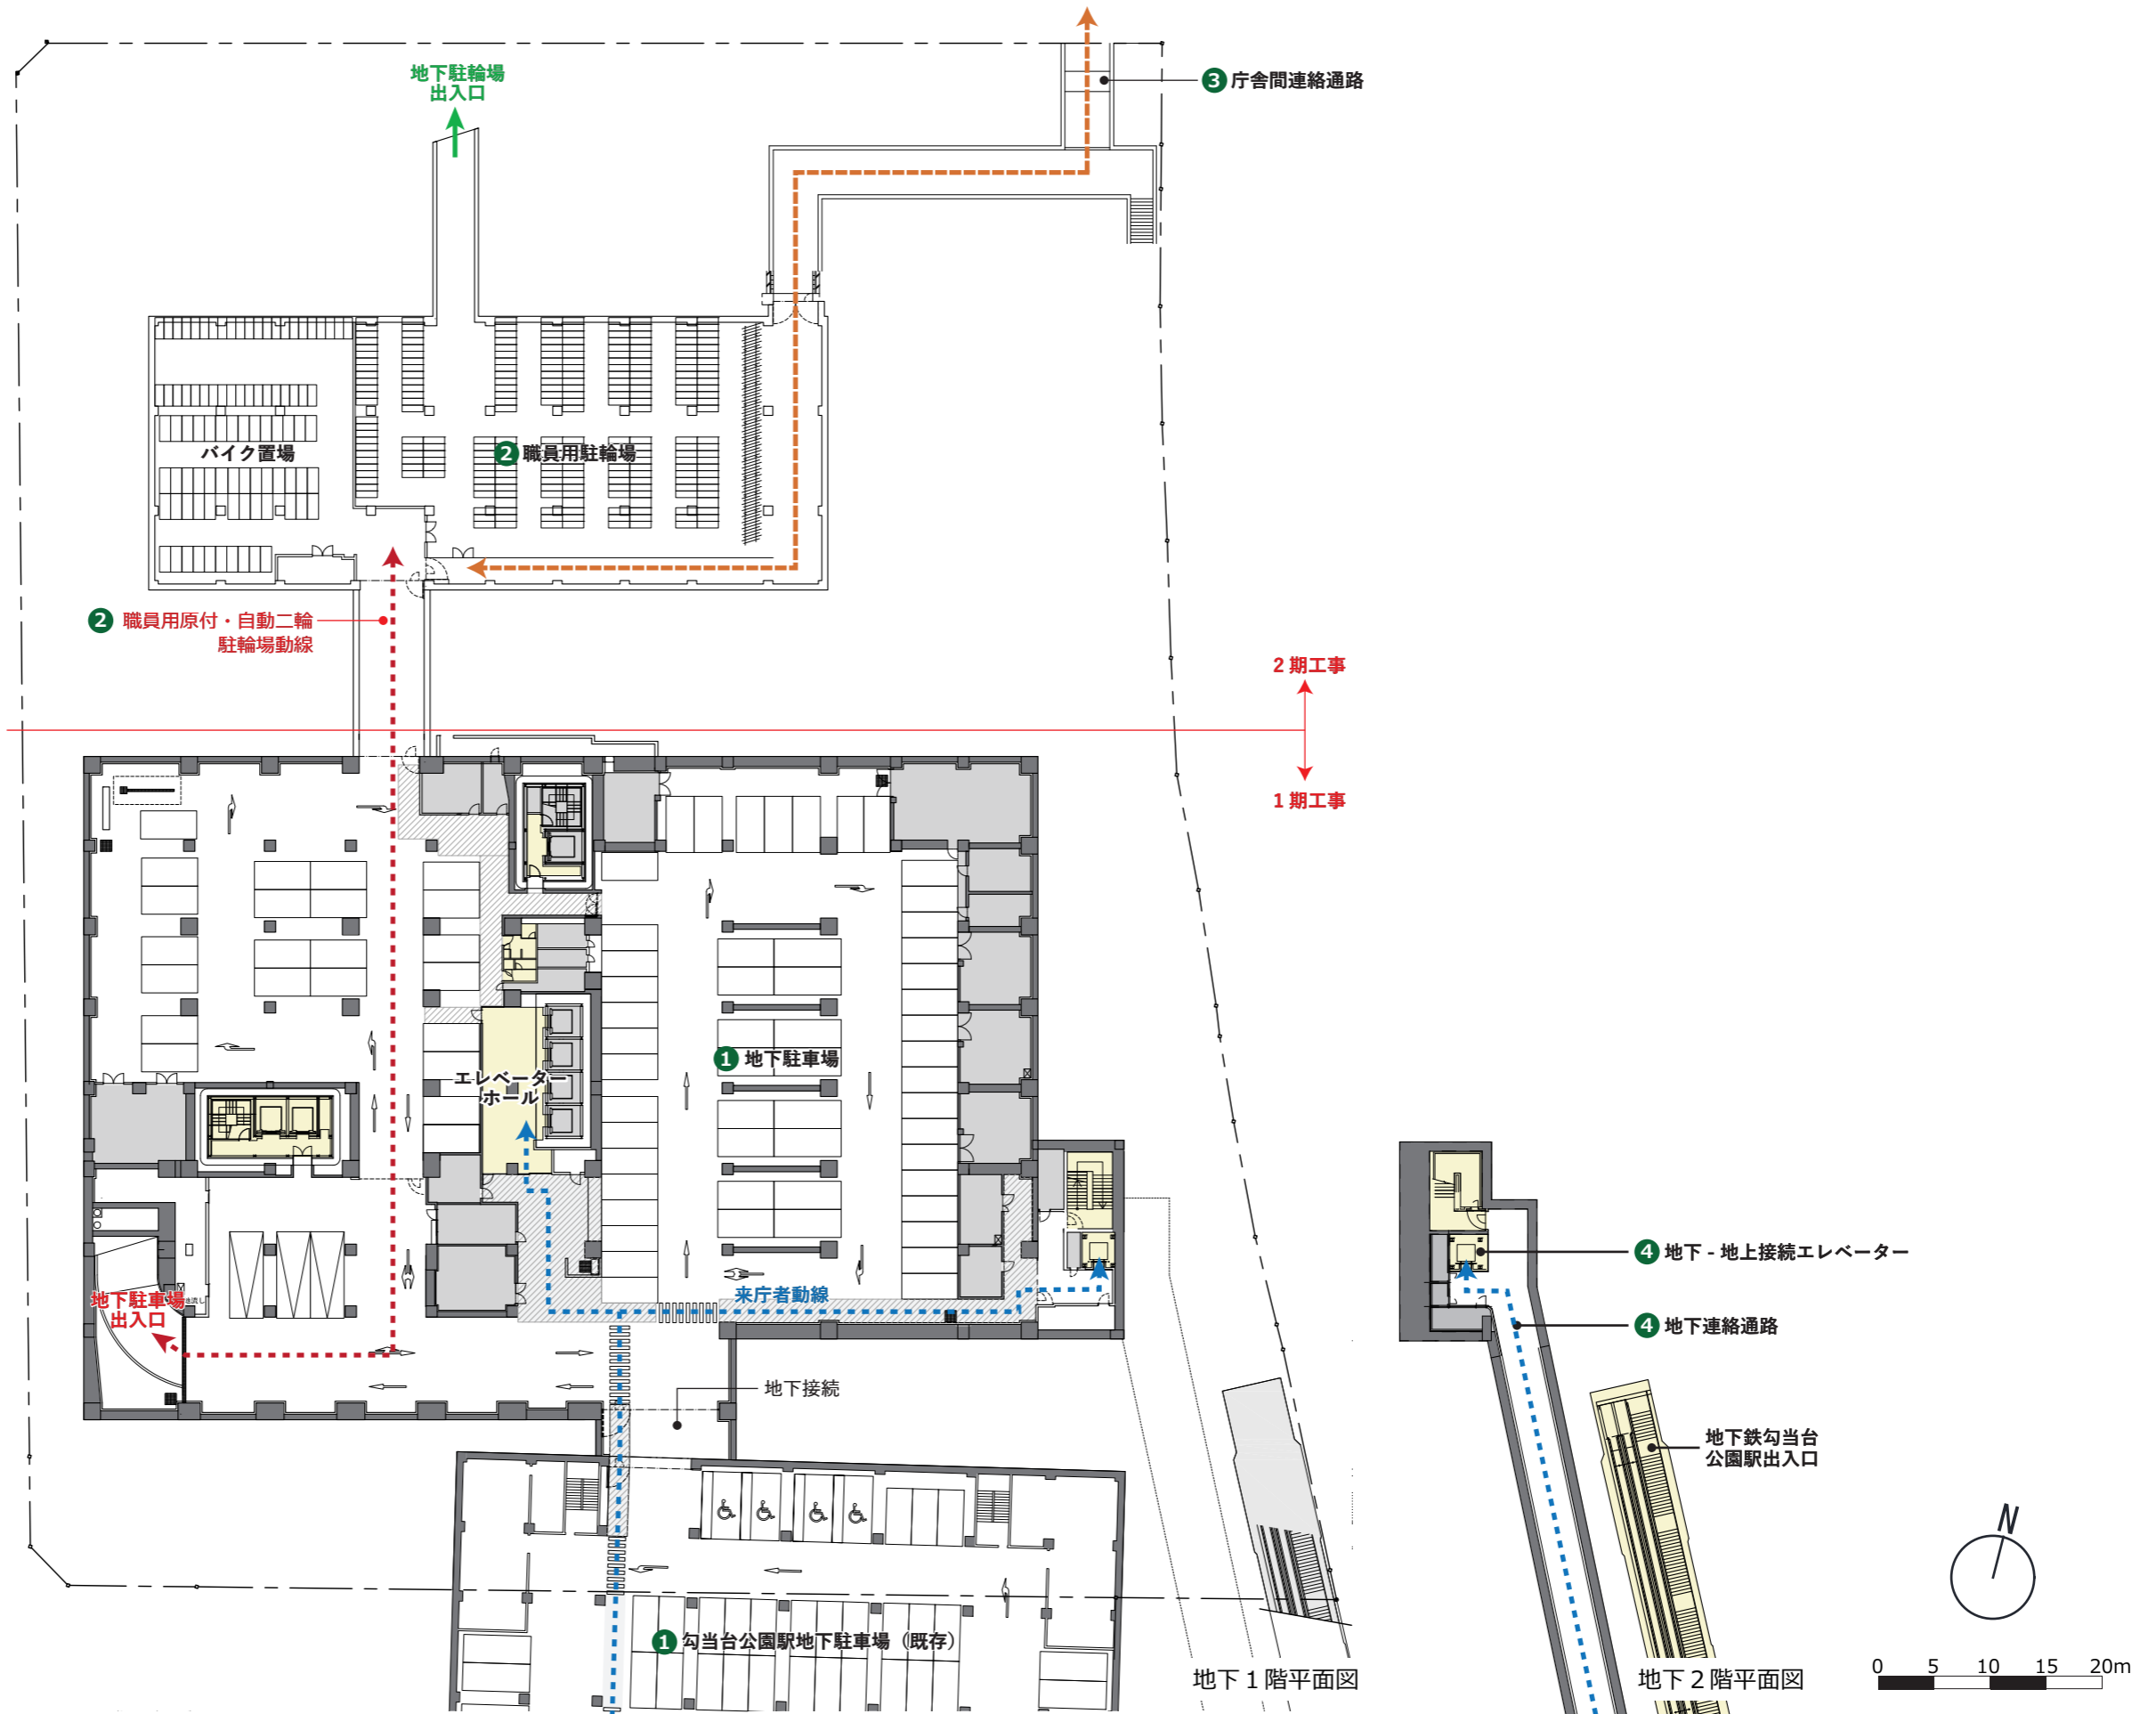 地下駐輪場
出入口
3 庁舎間連絡通路
バイク置場
2 職員用駐輪場
2 職員用原付・自動二輪
駐輪場動線
2 期工事
1 期工事
1 地下駐車場
エレベーター
ホール
来庁者動線
地下駐車場
出入口
地下接続
1 勾当台公園駅地下駐車場（既存）
地下 1 階平面図
4 地下 - 地上接続エレベーター
4 地下連絡通路
地下鉄勾当台
公園駅出入口
地下 2 階平面図
N
0 5 10 15 20m